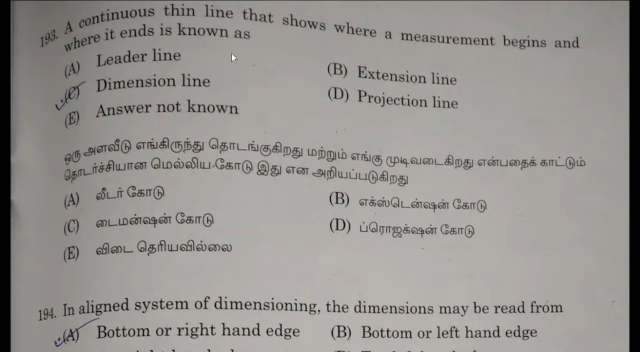 193. A continuous thin line that shows where a measurement begins and
where it ends is known as
(A) Leader line
(B) Extension line
(C) Dimension line
(D) Projection line
(E) Answer not known
ஒரு அளவீடு எங்கிருந்து தொடங்குகிறது மற்றும் எங்கு முடிவடைகிறது என்பதைக் காட்டும்
தொடர்ச்சியான மெல்லிய கோடு இது என அறியப்படுகிறது
(A) லீடர் கோடு
(B) எக்ஸ்டென்ஷன் கோடு
(C) டைமன்ஷன் கோடு
(D) ப்ரொஜக்ஷன் கோடு
(E) விடை தெரியவில்லை
194. In aligned system of dimensioning, the dimensions may be read from
(A) Bottom or right hand edge
(B) Bottom or left hand edge